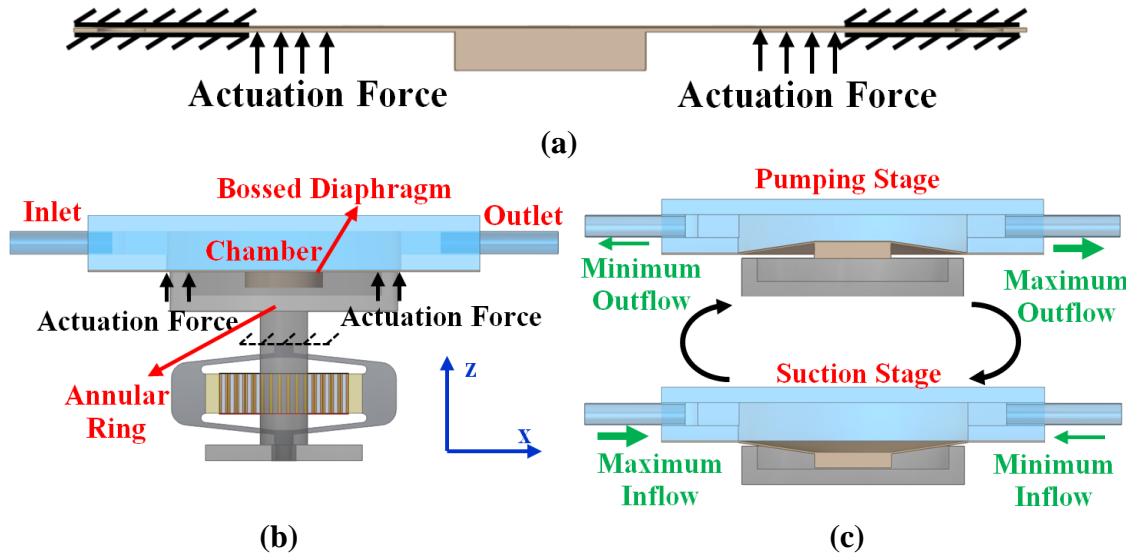 Actuation Force
Actuation Force
(a)
Bossed Diaphragm
Inlet
Outlet
Chamber
Actuation Force
Actuation Force
Annular
Ring
z
x
(b)
Pumping Stage
Minimum
Outflow
Maximum
Outflow
Suction Stage
Maximum
Inflow
Minimum
Inflow
(c)